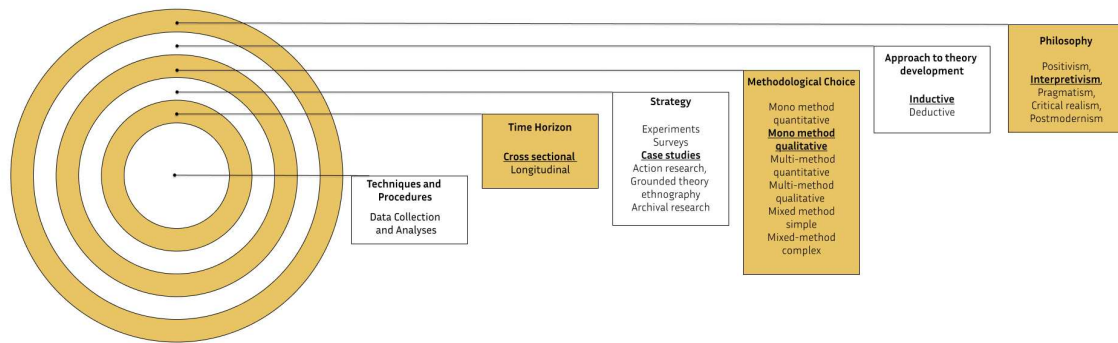 Philosophy
Positivism,
Interpretivism,
Pragmatism,
Critical realism,
Postmodernism
Approach to theory
development
Inductive
Deductive
Methodological Choice
Mono method
quantitative
Mono method
qualitative
Multi-method
quantitative
Multi-method
qualitative
Mixed method
simple
Mixed-method
complex
Strategy
Experiments
Surveys
Case studies
Action research,
Grounded theory
ethnography
Archival research
Time Horizon
Cross sectional
Longitudinal
Techniques and
Procedures
Data Collection
and Analyses